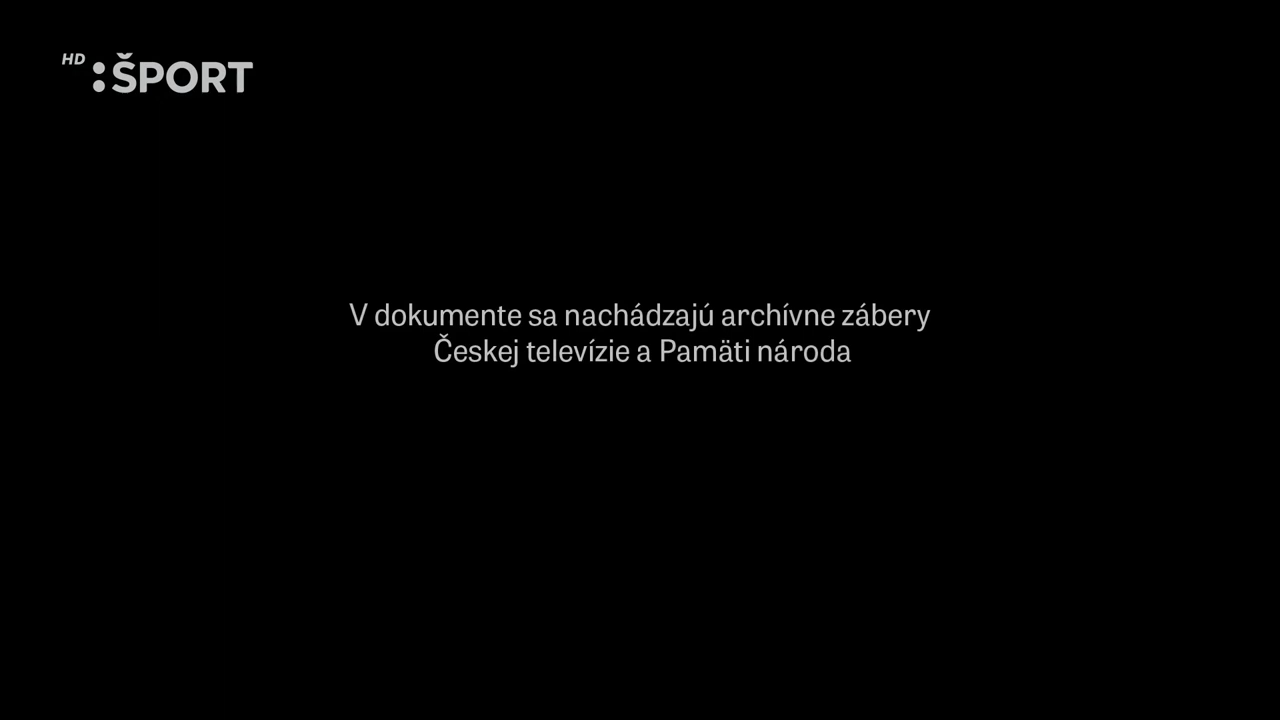 HD
:ŠPORT
V dokumente sa nachádzajú archívne zábery
Českej televízie a Pamäti národa